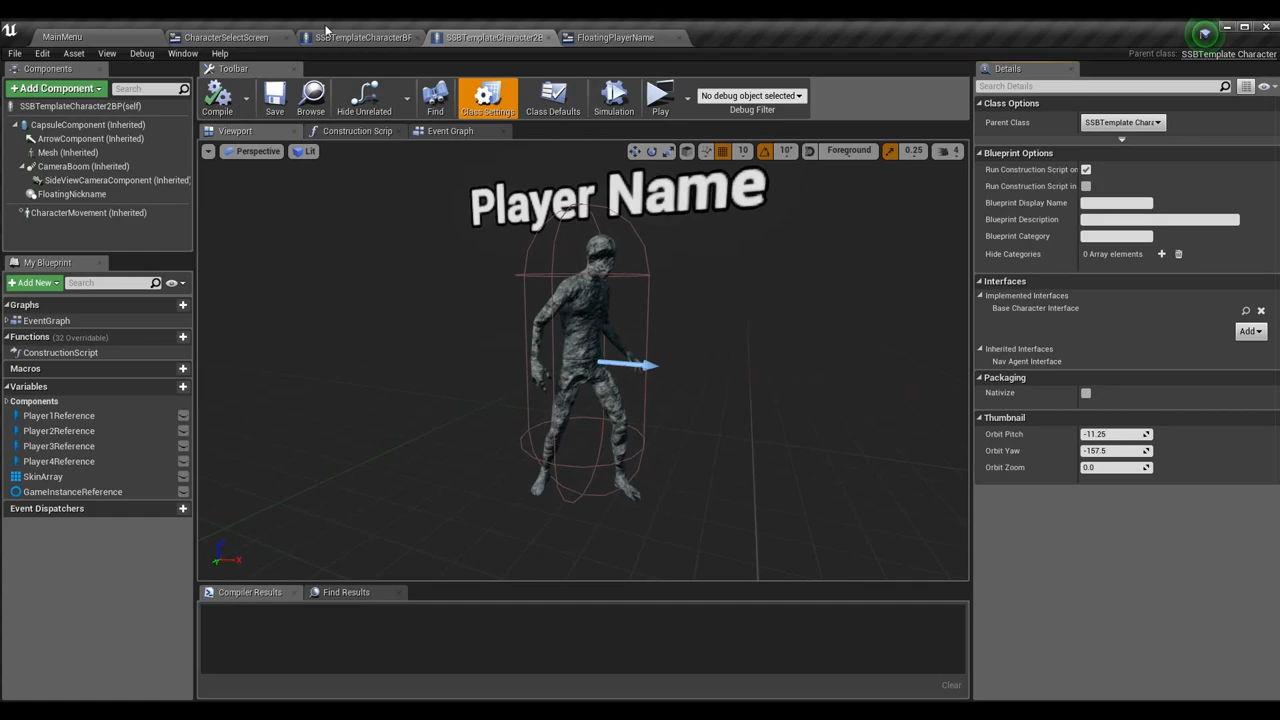 MainMenu
CharacterSelectScreen
SSBTemplateCharacterBP
SSBTemplateCharacter2B
FloatingPlayerName
File Edit Asset View Debug Window Help
Parent class: SSBTemplate Character
Components
+Add Component
Search
SSBTemplateCharacter2BP(self)
CapsuleComponent (Inherited)
ArrowComponent (Inherited)
Mesh (Inherited)
CameraBoom (Inherited)
SideViewCameraComponent (Inherited)
FloatingNickname
CharacterMovement (Inherited)
My Blueprint
+Add New
Search
Graphs
EventGraph
Functions (32 Overridable)
ConstructionScript
Macros
Variables
Components
Player1Reference
Player2Reference
Player3Reference
Player4Reference
SkinArray
GameInstanceReference
Event Dispatchers
Toolbar
Compile
Save
Browse
Hide Unrelated
Find
Class Settings
Class Defaults
Simulation
Play
No debug object selected
Debug Filter
Viewport
Construction Scrip
Event Graph
Perspective
Lit
10
10°
Foreground
0.25
4
Player Name
X
Compiler Results
Find Results
Clear
Details
Search Details
Class Options
Parent Class
SSBTemplate Chara
Blueprint Options
Run Construction Script on
Run Construction Script in
Blueprint Display Name
Blueprint Description
Blueprint Category
Hide Categories
0 Array elements
Interfaces
Implemented Interfaces
Base Character Interface
Add
Inherited Interfaces
Nav Agent Interface
Packaging
Nativize
Thumbnail
Orbit Pitch
-11.25
Orbit Yaw
-157.5
Orbit Zoom
0.0